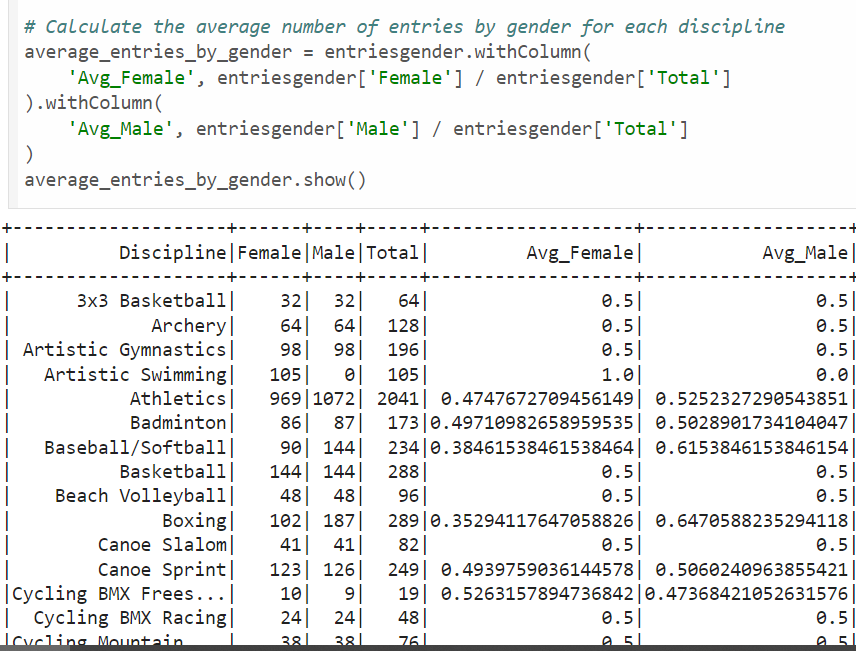 # Calculate the average number of entries by gender for each discipline
average_entries_by_gender = entriesgender.withColumn(
    'Avg_Female', entriesgender['Female'] / entriesgender['Total']
).withColumn(
    'Avg_Male', entriesgender['Male'] / entriesgender['Total']
)
average_entries_by_gender.show()
+--------------------+------+----+-----+-------------------+-------------------+
|          Discipline|Female|Male|Total|         Avg_Female|           Avg_Male|
+--------------------+------+----+-----+-------------------+-------------------+
|      3x3 Basketball|    32|  32|   64|                0.5|                0.5|
|             Archery|    64|  64|  128|                0.5|                0.5|
| Artistic Gymnastics|    98|  98|  196|                0.5|                0.5|
|   Artistic Swimming|   105|   0|  105|                1.0|                0.0|
|           Athletics|   969|1072| 2041| 0.4747672709456149| 0.5252327290543851|
|           Badminton|    86|  87|  173|0.49710982658959535| 0.5028901734104047|
|   Baseball/Softball|    90| 144|  234|0.38461538461538464| 0.6153846153846154|
|          Basketball|   144| 144|  288|                0.5|                0.5|
|    Beach Volleyball|    48|  48|   96|                0.5|                0.5|
|              Boxing|   102| 187|  289|0.35294117647058826| 0.6470588235294118|
|        Canoe Slalom|    41|  41|   82|                0.5|                0.5|
|        Canoe Sprint|   123| 126|  249| 0.4939759036144578| 0.5060240963855421|
|Cycling BMX Frees...|    10|   9|   19| 0.5263157894736842|0.47368421052631576|
|  Cycling BMX Racing|    24|  24|   48|                0.5|                0.5|
|Cycling Mountain    |    38|  38|   76|                0.5|                0.5|